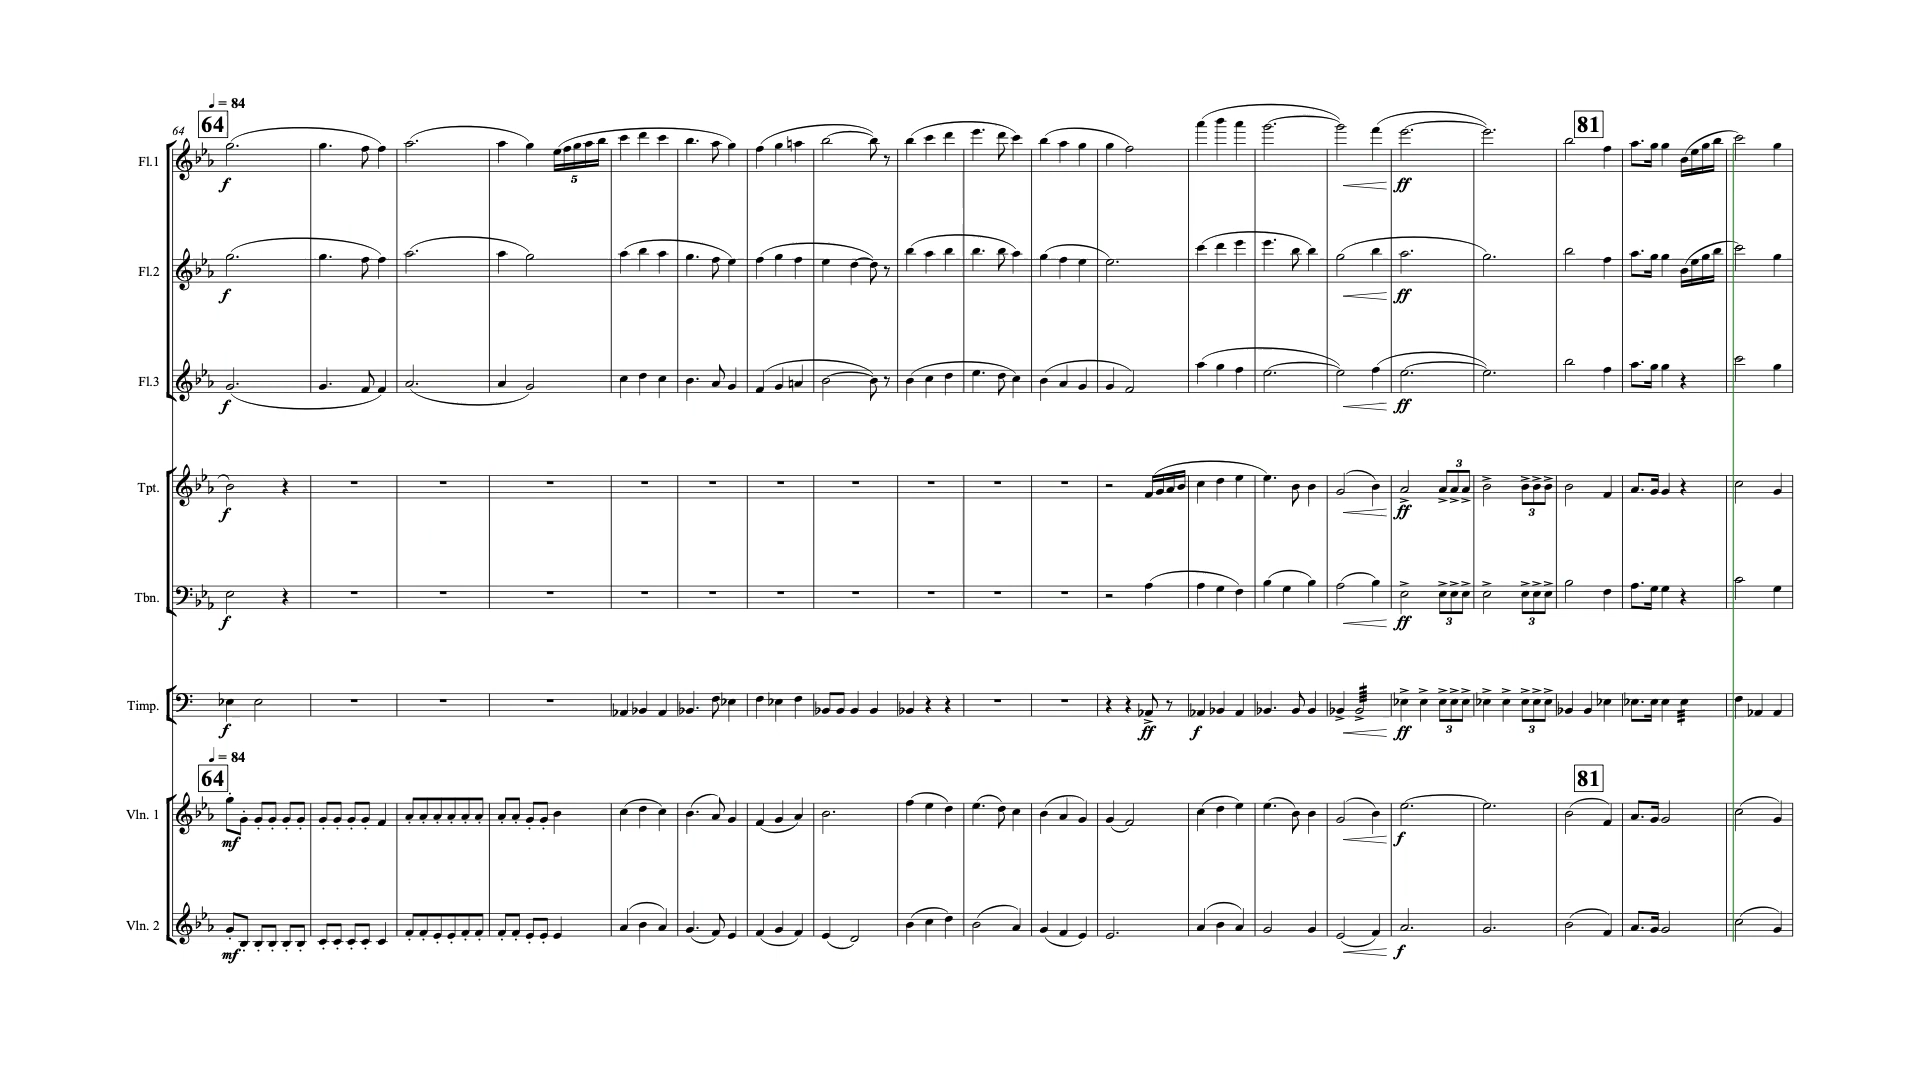 ♩ = 84
64
64
81
Fl.1
f
5
ff
Fl.2
f
ff
Fl.3
f
ff
Tpt.
f
3
ff
3
Tbn.
f
ff
3
3
Timp.
f
ff
f
ff
3
3
♩ = 84
64
81
Vln. 1
mf
f
Vln. 2
mf
f